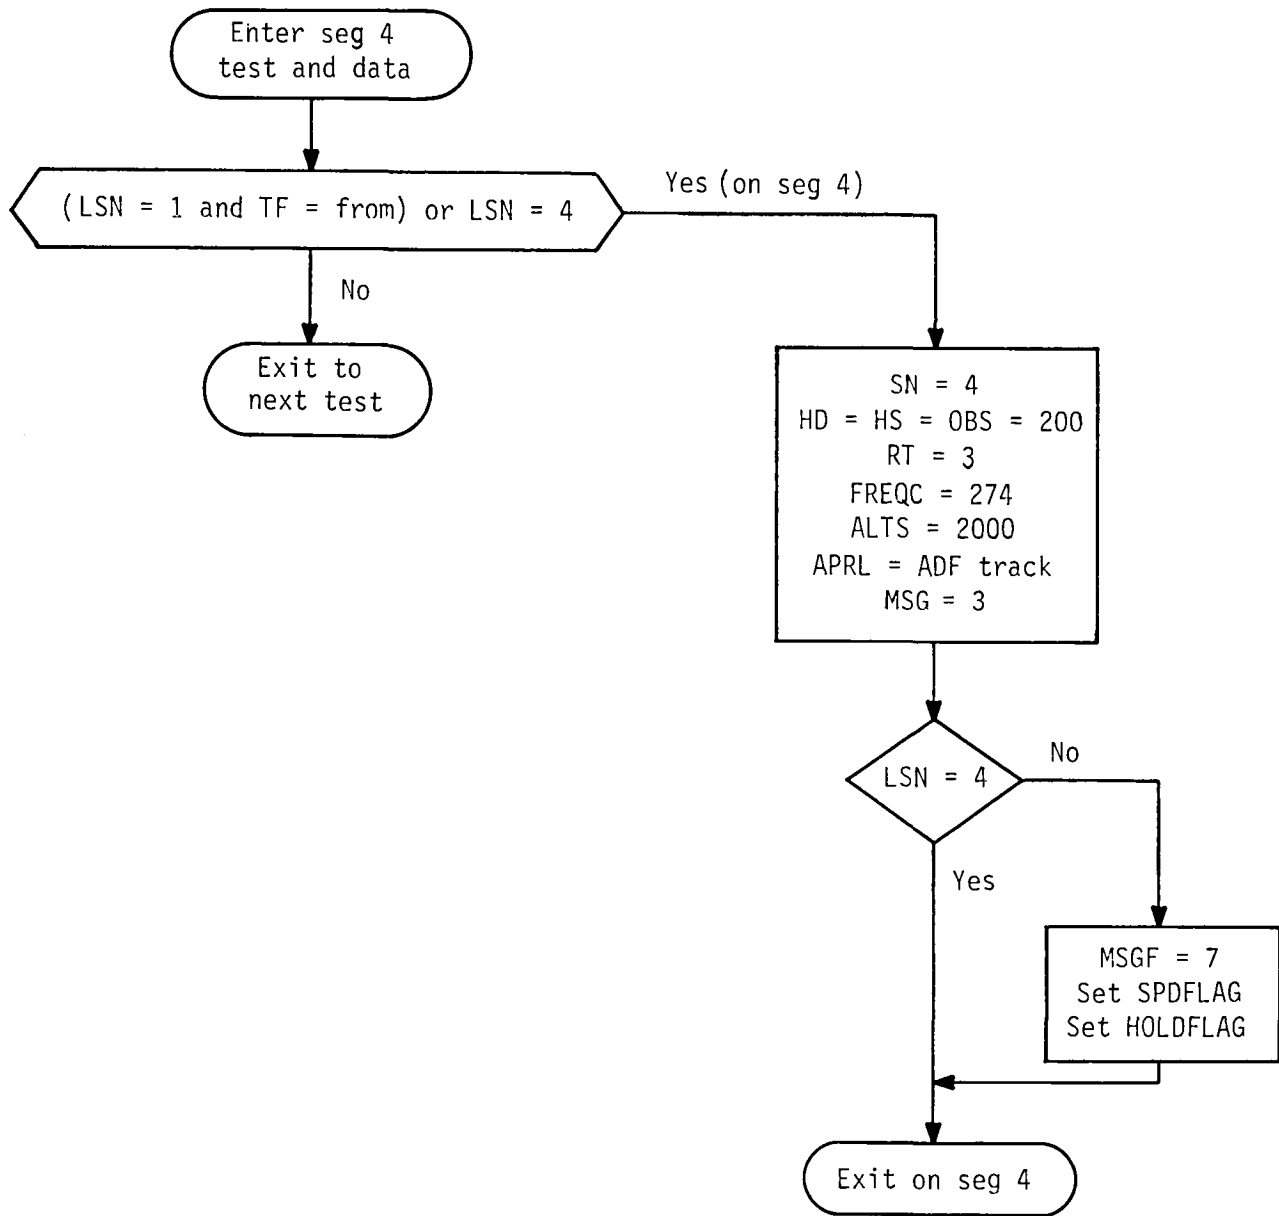 Enter seg 4
test and data
(LSN = 1 and TF = from) or LSN = 4
Yes (on seg 4)
No
Exit to
next test
SN = 4
HD = HS = OBS = 200
RT = 3
FREQC = 274
ALTS = 2000
APRL = ADF track
MSG = 3
LSN = 4
No
Yes
MSGF = 7
Set SPDFLAG
Set HOLDFLAG
Exit on seg 4